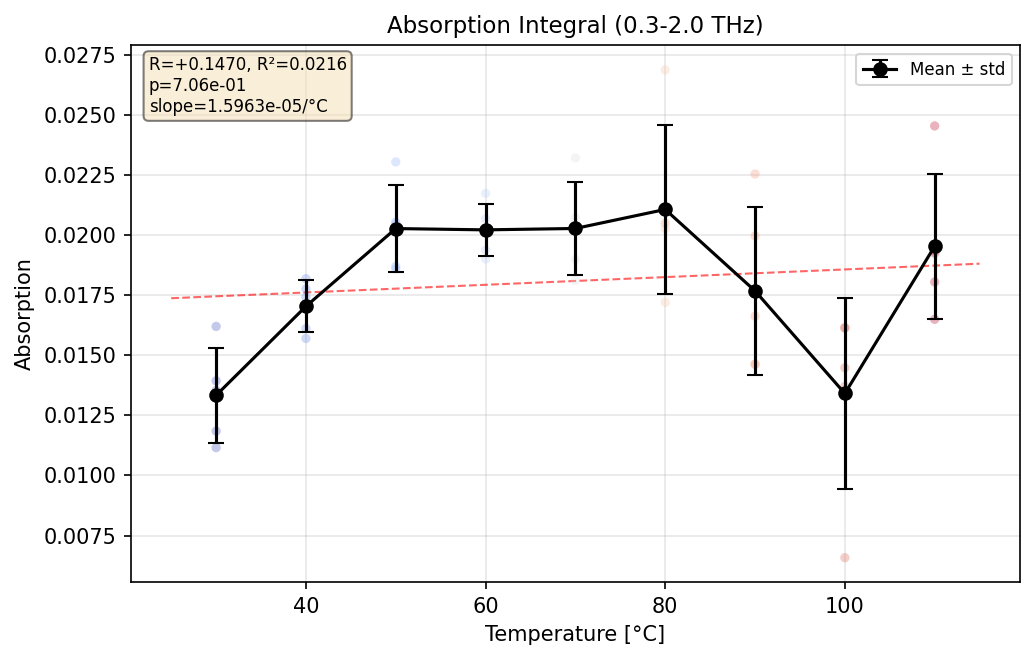 Absorption Integral (0.3-2.0 THz)
R=+0.1470, R²=0.0216
p=7.06e-01
slope=1.5963e-05/°C
Mean ± std
0.0275
0.0250
0.0225
0.0200
0.0175
0.0150
0.0125
0.0100
0.0075
Absorption
40
60
80
100
Temperature [°C]